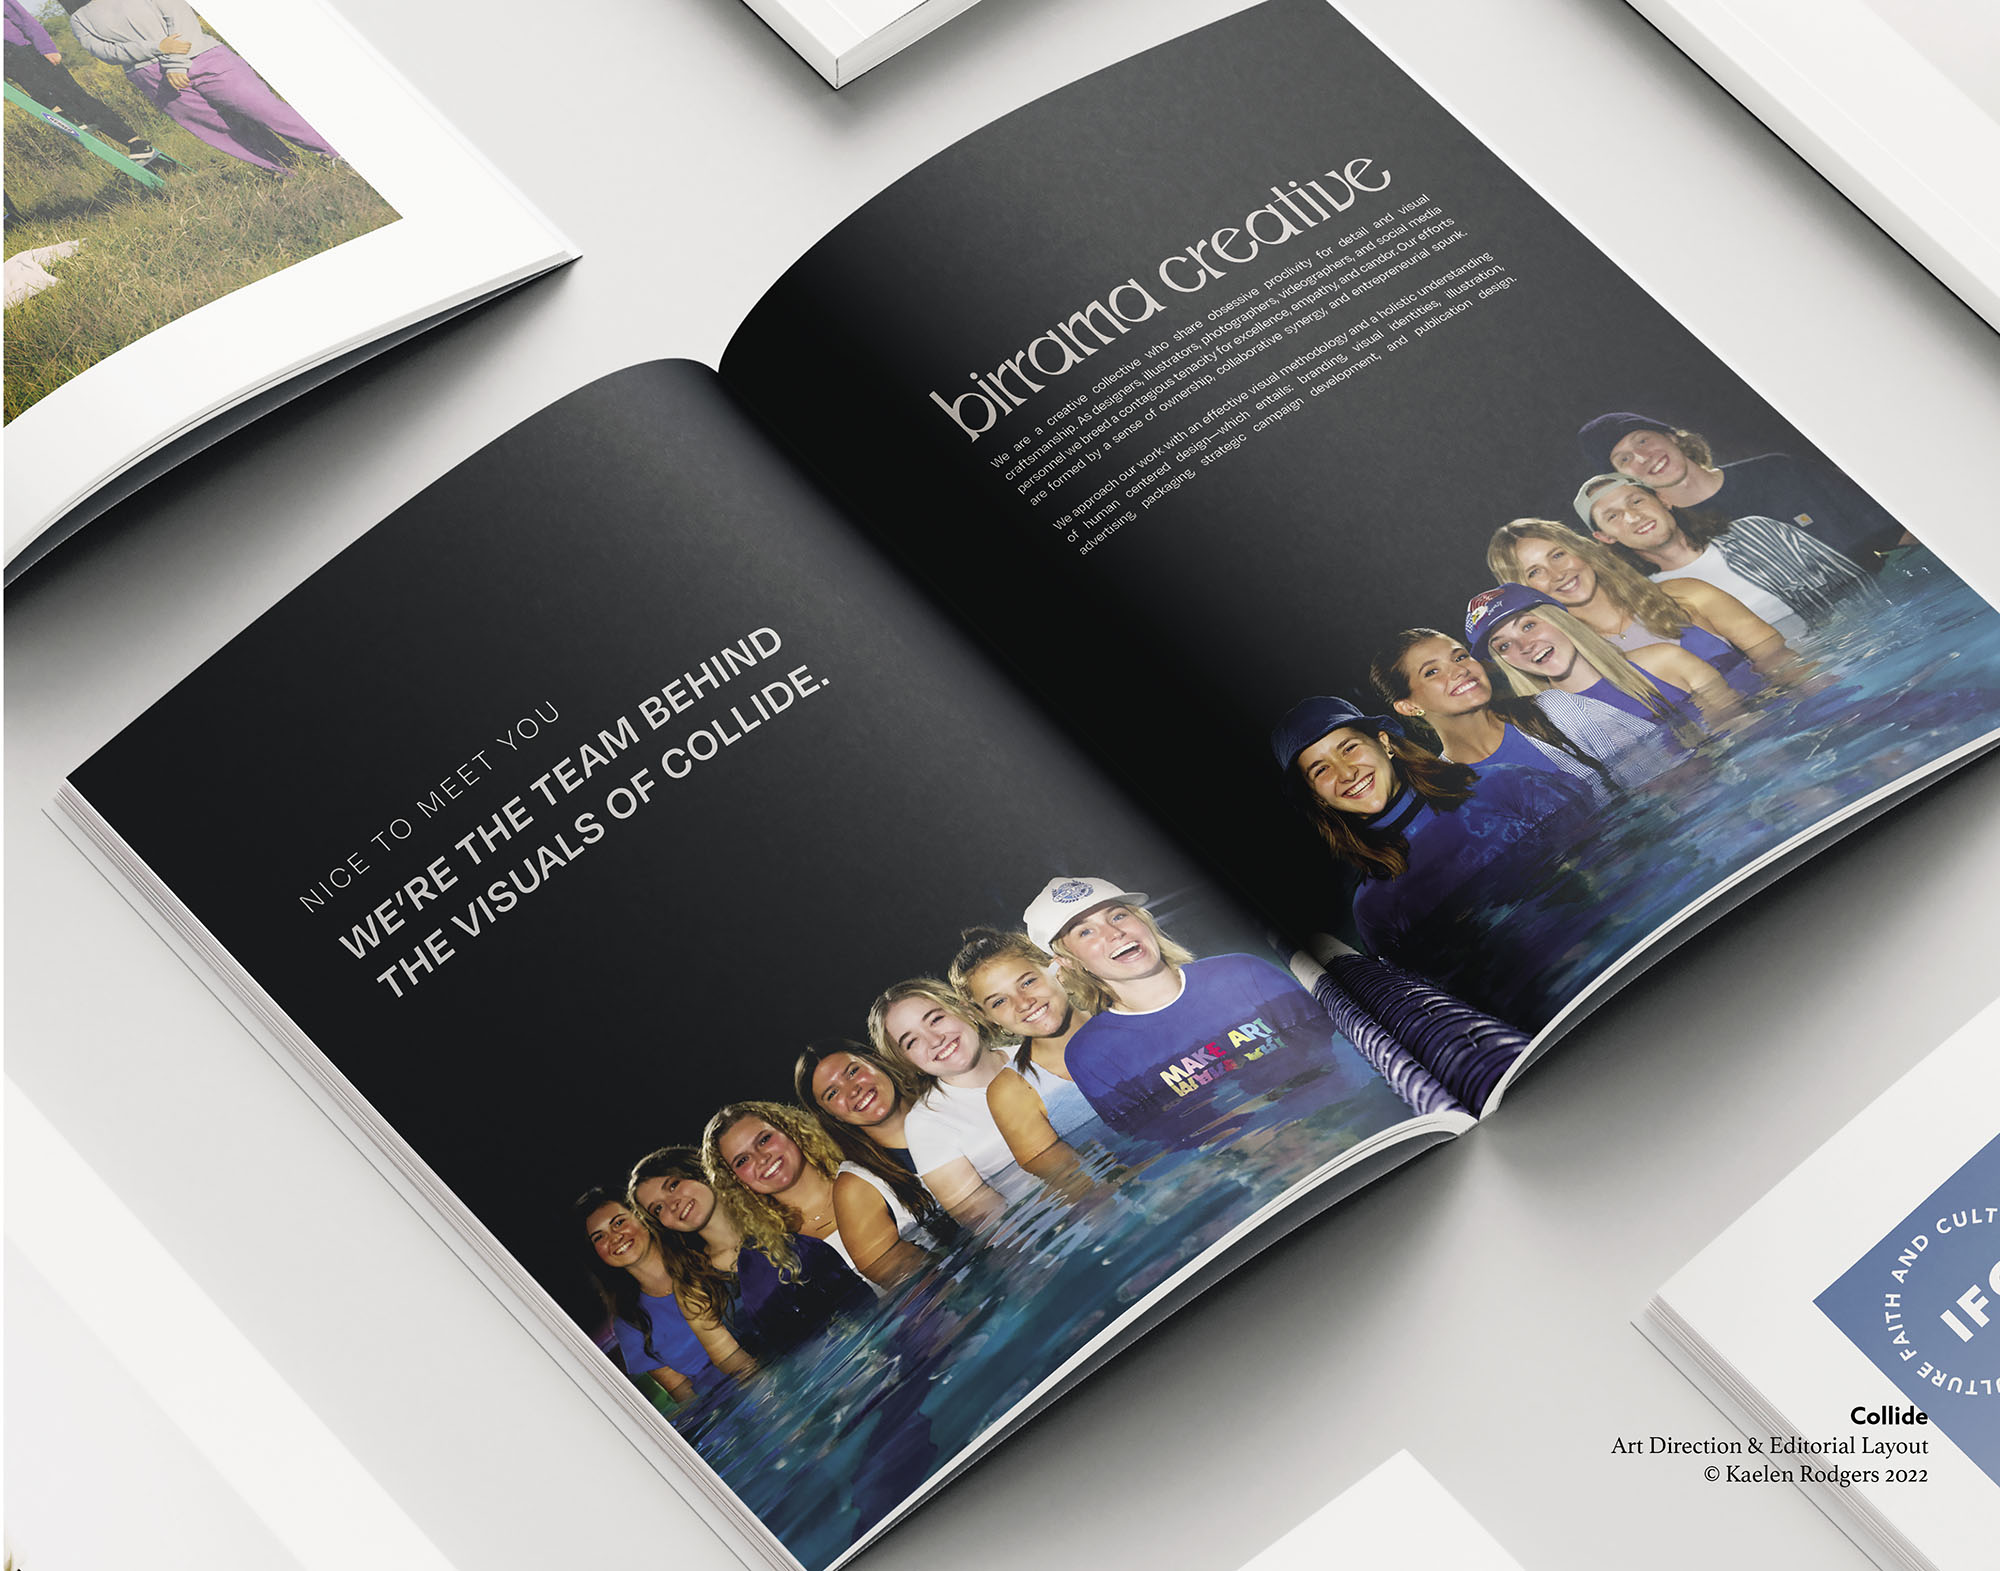 NICE TO MEET YOU
WE'RE THE TEAM BEHIND
THE VISUALS OF COLLIDE.
MAKE ART
birrama creative
We are a creative collective who share obsessive proclivity for detail and visual
craftsmanship. As designers, illustrators, photographers, videographers, and social media
personnel we breed a contagious tenacity for excellence, empathy, and candor. Our efforts
are formed by a sense of ownership, collaborative synergy, and entrepreneurial spunk.
We approach our work with an effective visual methodology and a holistic understanding
of human centered design—which entails: branding, visual identities, illustration,
advertising, packaging, strategic campaign development, and publication design.
FAITH AND CULT
IF
ULTURE
Collide
Art Direction & Editorial Layout
© Kaelen Rodgers 2022